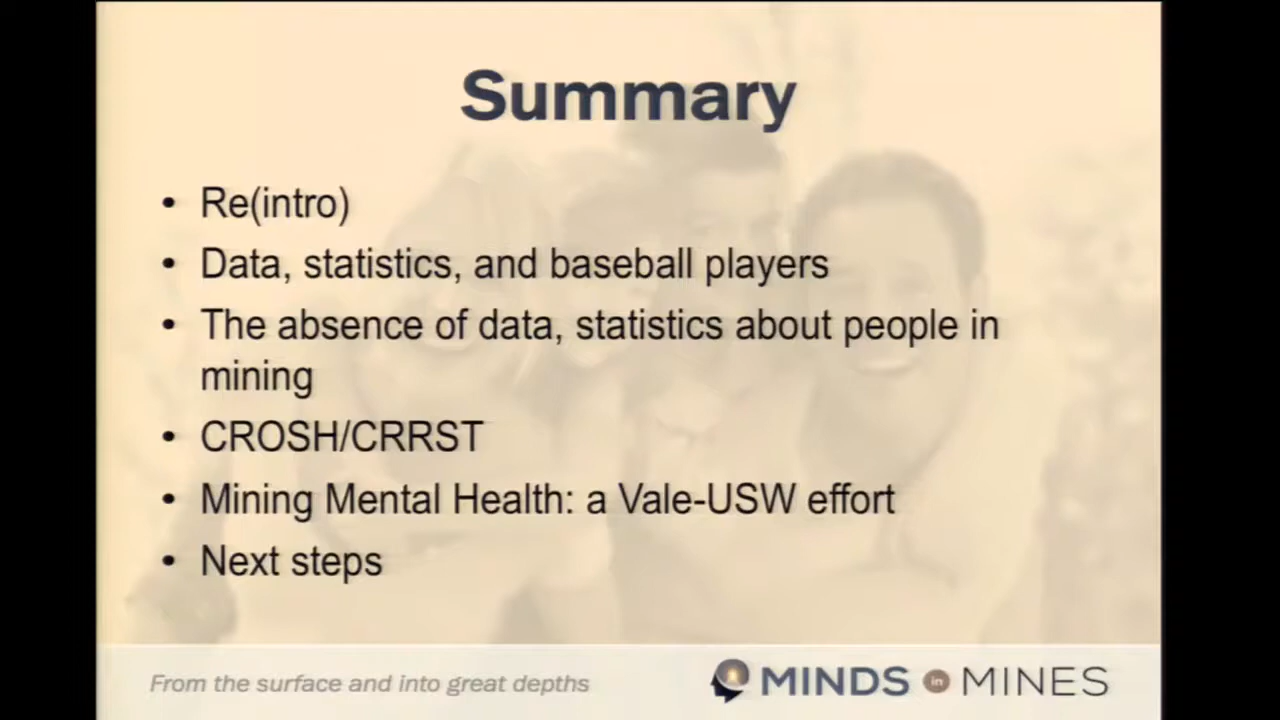 Summary
• Re(intro)
• Data, statistics, and baseball players
• The absence of data, statistics about people in
mining
• CROSH/CRRST
• Mining Mental Health: a Vale-USW effort
• Next steps
From the surface and into great depths
MINDS in MINES